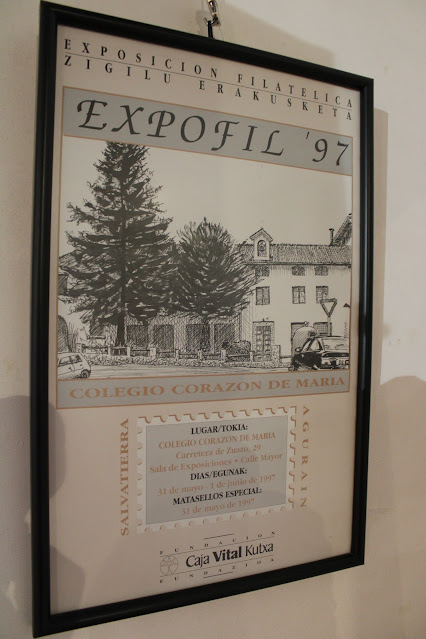 EXPOSICION FILATELICA
ZIGILU ERAKUSKETA
EXPOFIL '97
COLEGIO CORAZON DE MARIA
SALVATIERRA
LUGAR/TOKIA:
COLEGIO CORAZON DE MARIA
Carretera de Zuazo, 29
Sala de Exposiciones • Calle Mayor
DIAS/EGUNAK:
31 de mayo - 1 de junio de 1997
MATASELLOS ESPECIAL:
31 de mayo de 1997
AGURAIN
FUNDACION
Caja Vital Kutxa
FUNDAZIOA